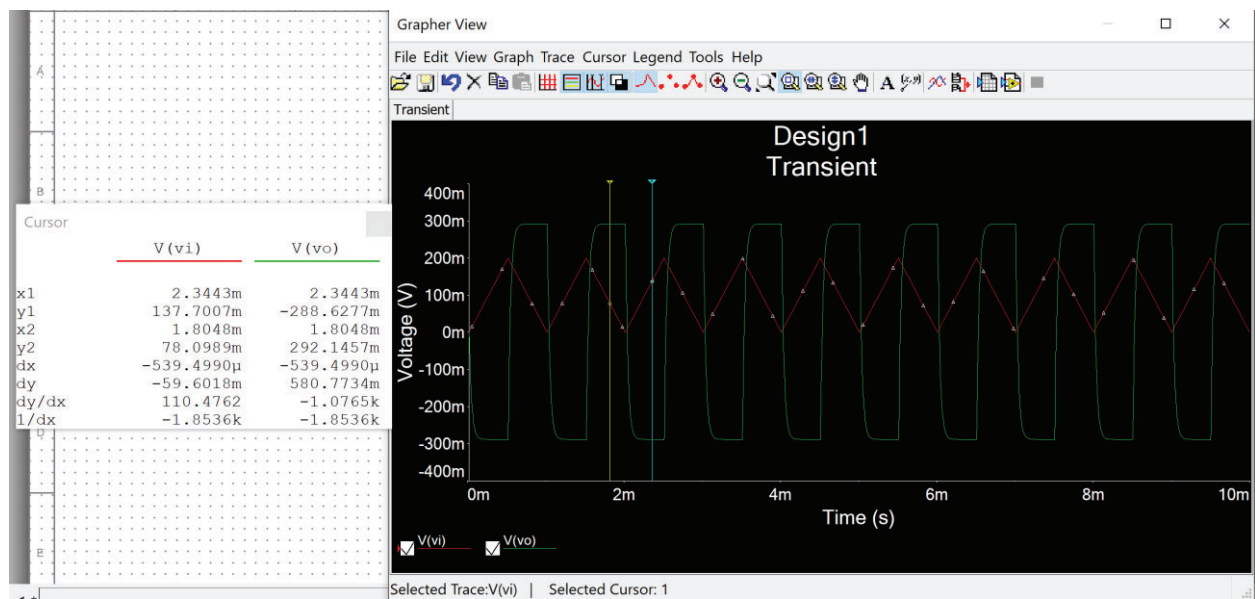 A
B
D
E
Cursor
V(vi) V(vo)
x1 2.3443m 2.3443m
y1 137.7007m -288.6277m
x2 1.8048m 1.8048m
y2 78.0989m 292.1457m
dx -539.4990µ -539.4990µ
dy -59.6018m 580.7734m
dy/dx 110.4762 -1.0765k
1/dx -1.8536k -1.8536k
Grapher View
File Edit View Graph Trace Cursor Legend Tools Help
A
Transient
Design1
Transient
Voltage (V)
400m
300m
200m
100m
0m
-100m
-200m
-300m
-400m
0m 2m 4m 6m 8m 10m
Time (s)
V(vi) V(vo)
Selected Trace:V(vi) | Selected Cursor: 1